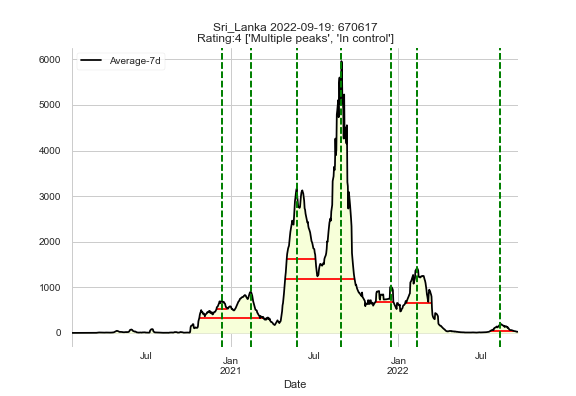 Sri_Lanka 2022-09-19: 670617
Rating:4 ['Multiple peaks', 'In control']
Average-7d
6000
5000
4000
3000
2000
1000
0
Jul
Jan
2021
Jul
Jan
2022
Jul
Date